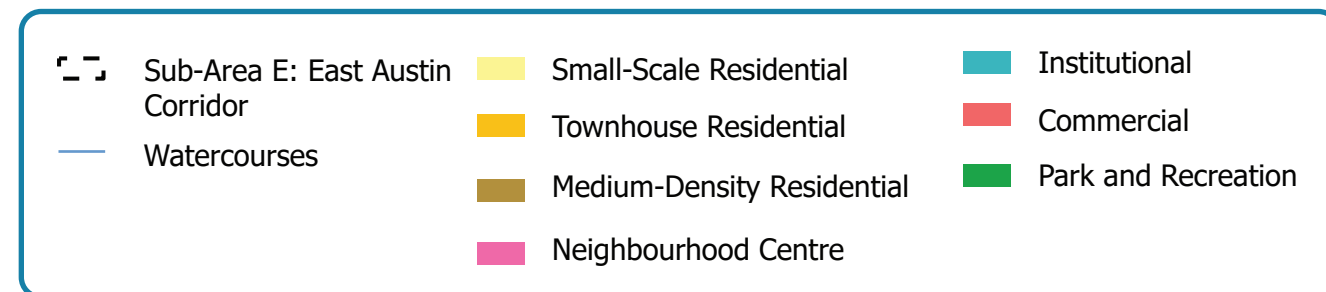 Sub-Area E: East Austin
Corridor
Watercourses
Small-Scale Residential
Townhouse Residential
Medium-Density Residential
Neighbourhood Centre
Institutional
Commercial
Park and Recreation